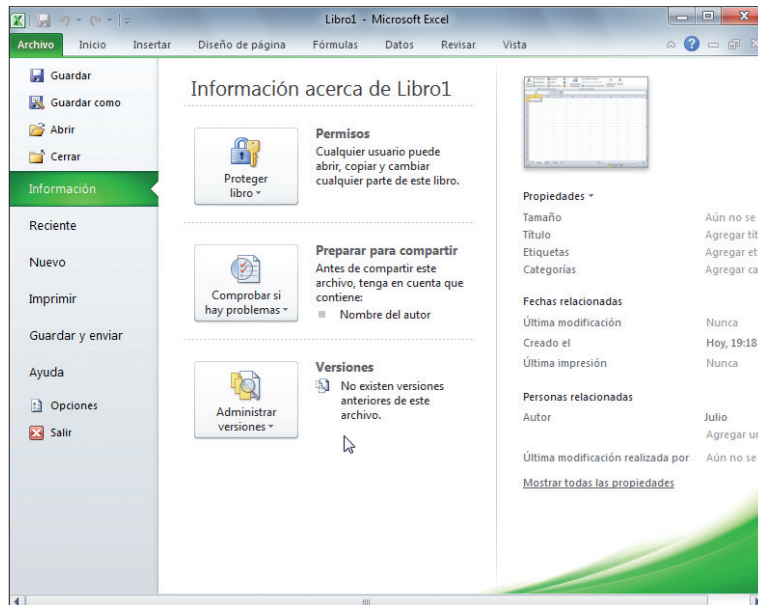 Libro1 - Microsoft Excel
Archivo Inicio Insertar Diseño de página Fórmulas Datos Revisar Vista
Guardar
Guardar como
Abrir
Cerrar
Información
Reciente
Nuevo
Imprimir
Guardar y enviar
Ayuda
Opciones
Salir
Información acerca de Libro1
Proteger
libro
Permisos
Cualquier usuario puede
abrir, copiar y cambiar
cualquier parte de este libro.
Comprobar si
hay problemas
Preparar para compartir
Antes de compartir este
archivo, tenga en cuenta que
contiene:
Nombre del autor
Administrar
versiones
Versiones
No existen versiones
anteriores de este
archivo.
Propiedades
Tamaño Aún no se
Título Agregar tít
Etiquetas Agregar et
Categorías Agregar ca
Fechas relacionadas
Última modificación Nunca
Creado el Hoy, 19:18
Última impresión Nunca
Personas relacionadas
Autor Julio
Agregar un
Última modificación realizada por Aún no se
Mostrar todas las propiedades